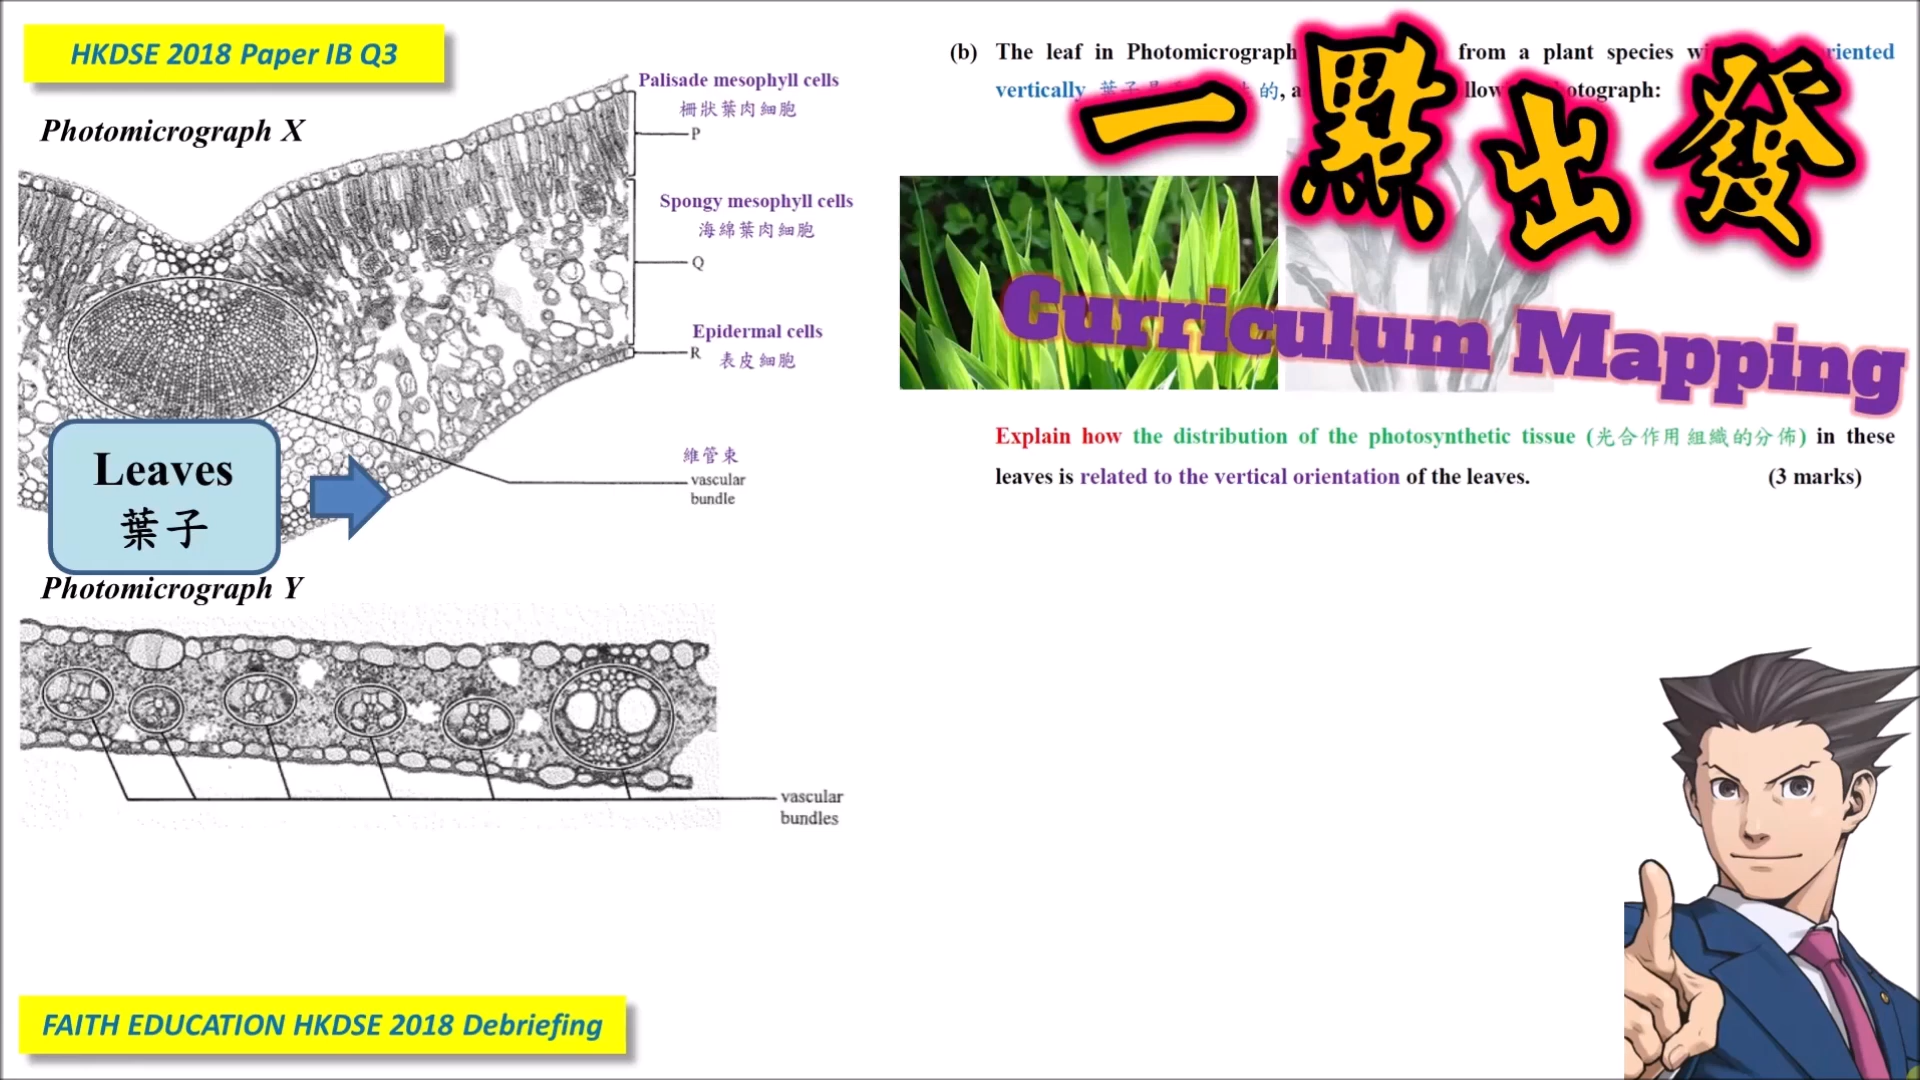 HKDSE 2018 Paper IB Q3
Photomicrograph X
Palisade mesophyll cells
柵狀葉肉細胞
P
Spongy mesophyll cells
海綿葉肉細胞
Q
Epidermal cells
R
表皮細胞
維管束
vascular
bundle
Leaves
葉子
Photomicrograph Y
vascular
bundles
FAITH EDUCATION HKDSE 2018 Debriefing
(b) The leaf in Photomicrograph from a plant species
vertically 的,
一點出發
Curriculum Mapping
Explain how the distribution of the photosynthetic tissue (光合作用組織的分佈) in these
leaves is related to the vertical orientation of the leaves. (3 marks)